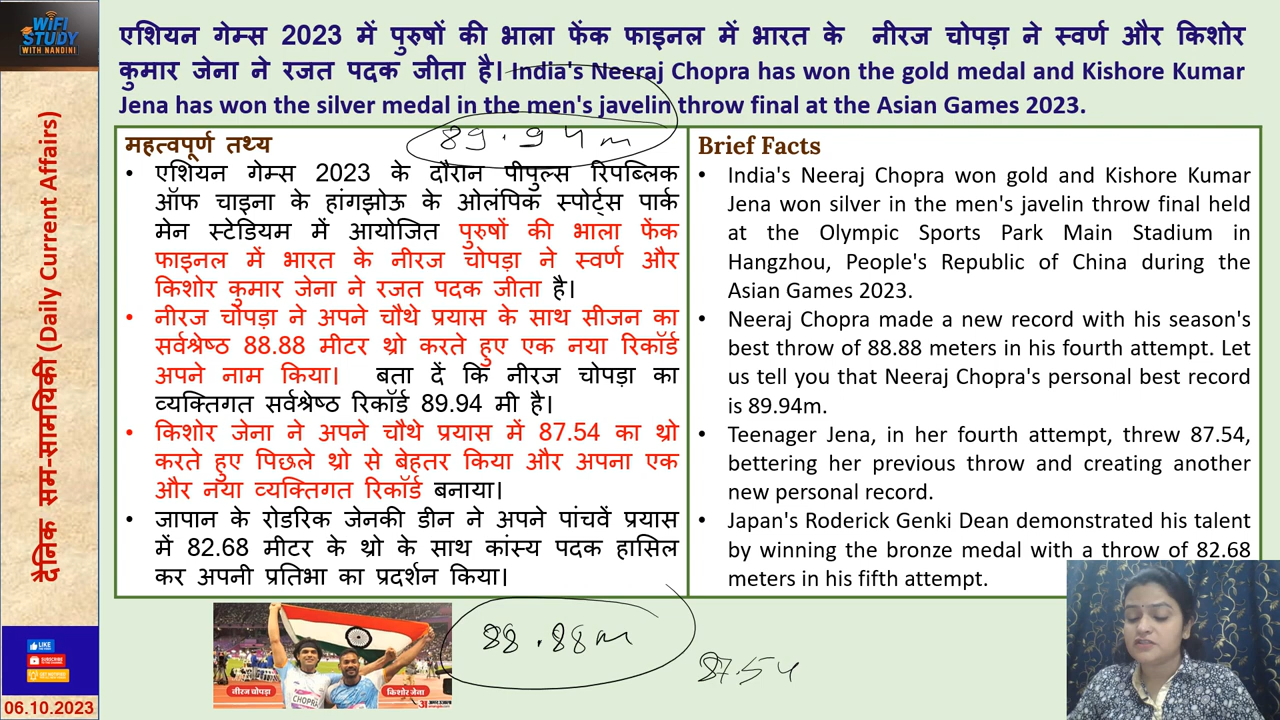 WiFi
STUDY
WITH NANDINI
एशियन गेम्स 2023 में पुरुषों की भाला फेंक फाइनल में भारत के नीरज चोपड़ा ने स्वर्ण और किशोर
कुमार जेना ने रजत पदक जीता है। India's Neeraj Chopra has won the gold medal and Kishore Kumar
Jena has won the silver medal in the men's javelin throw final at the Asian Games 2023.
दैनिक सम-सामायिकी (Daily Current Affairs)
89.94m
महत्वपूर्ण तथ्य
• एशियन गेम्स 2023 के दौरान पीपुल्स रिपब्लिक
ऑफ चाइना के हांगझोऊ के ओलंपिक स्पोर्ट्स पार्क
मेन स्टेडियम में आयोजित पुरुषों की भाला फेंक
फाइनल में भारत के नीरज चोपड़ा ने स्वर्ण और
किशोर कुमार जेना ने रजत पदक जीता है।
• नीरज चोपड़ा ने अपने चौथे प्रयास के साथ सीजन का
सर्वश्रेष्ठ 88.88 मीटर थ्रो करते हुए एक नया रिकॉर्ड
अपने नाम किया। बता दें कि नीरज चोपड़ा का
व्यक्तिगत सर्वश्रेष्ठ रिकॉर्ड 89.94 मी है।
• किशोर जेना ने अपने चौथे प्रयास में 87.54 का थ्रो
करते हुए पिछले थ्रो से बेहतर किया और अपना एक
और नया व्यक्तिगत रिकॉर्ड बनाया।
• जापान के रोडरिक जेनकी डीन ने अपने पांचवें प्रयास
में 82.68 मीटर के थ्रो के साथ कांस्य पदक हासिल
कर अपनी प्रतिभा का प्रदर्शन किया।
Brief Facts
• India's Neeraj Chopra won gold and Kishore Kumar
Jena won silver in the men's javelin throw final held
at the Olympic Sports Park Main Stadium in
Hangzhou, People's Republic of China during the
Asian Games 2023.
• Neeraj Chopra made a new record with his season's
best throw of 88.88 meters in his fourth attempt. Let
us tell you that Neeraj Chopra's personal best record
is 89.94m.
• Teenager Jena, in her fourth attempt, threw 87.54,
bettering her previous throw and creating another
new personal record.
• Japan's Roderick Genki Dean demonstrated his talent
by winning the bronze medal with a throw of 82.68
meters in his fifth attempt.
नीरज चोपड़ा
CHOPRA
किशोर जेना
88.88m
87.54
LIKE
SUBSCRIBE
06.10.2023